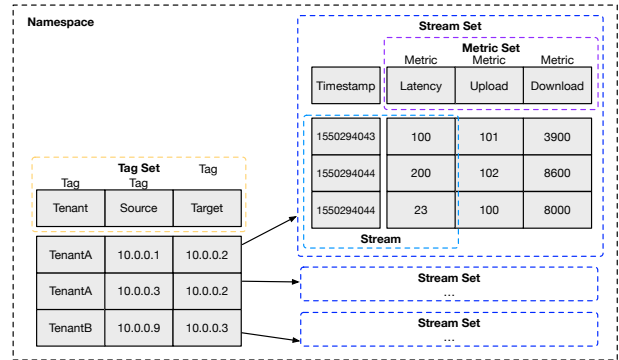 Namespace
Stream Set
Metric Set
Metric Metric Metric
Timestamp Latency Upload Download
1550294043 100 101 3900
1550294044 200 102 8600
1550294044 23 100 8000
Stream
Tag Set
Tag Tag Tag
Tenant Source Target
TenantA 10.0.0.1 10.0.0.2
TenantA 10.0.0.3 10.0.0.2
TenantB 10.0.0.9 10.0.0.3
Stream Set
...
Stream Set
...